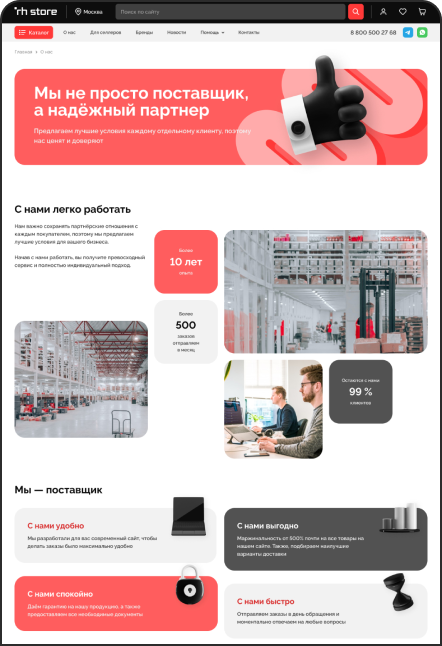 rh store
Москва
Поиск по сайту
Каталог
О нас
Для селлеров
Бренды
Новости
Помощь
Контакты
8 800 500 27 68
Главная
О нас
Мы не просто поставщик,
а надёжный партнер
Предлагаем лучшие условия каждому отдельному клиенту, поэтому
нас ценят и доверяют
С нами легко работать
Нам важно сохранять партнёрские отношения с
каждым покупателем, поэтому мы предлагаем
лучшие условия для вашего бизнеса.
Начав с нами работать, вы получите превосходный
сервис и полностью индивидуальный подход.
Более
10 лет
опыта
Более
500
заказов
отправляем
в месяц
Остаются с нами
99 %
клиентов
Мы — поставщик
С нами удобно
Мы разработали для вас современный сайт, чтобы
делать заказы было максимально удобно
С нами выгодно
Маржинальность от 500% почти на все товары на
нашем сайте. Также, подбираем наилучшие
варианты доставки
С нами спокойно
Даём гарантию на нашу продукцию, а также
предоставляем все необходимые документы
С нами быстро
Отправляем заказы в день обращения и
моментально отвечаем на любые вопросы